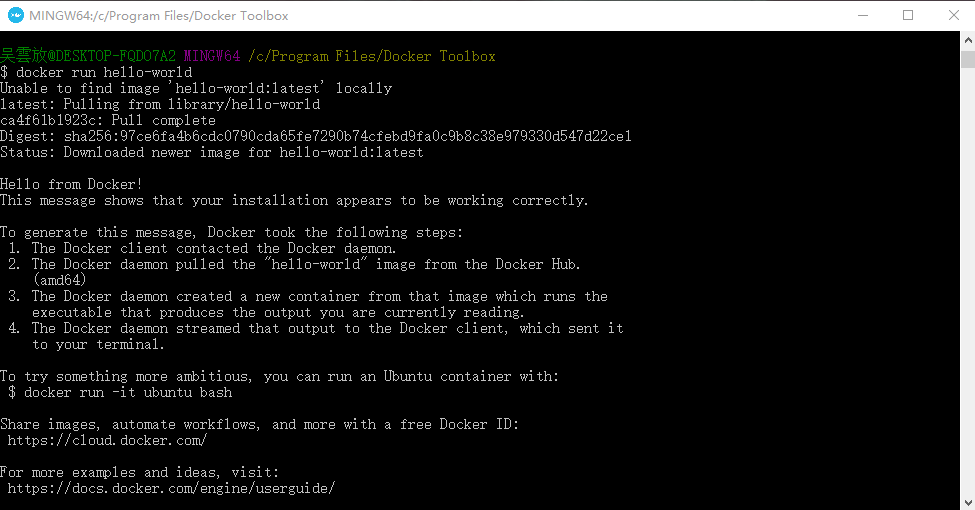 MINGW64:/c/Program Files/Docker Toolbox
吴雲放@DESKTOP-FQDO7A2 MINGW64 /c/Program Files/Docker Toolbox
$ docker run hello-world
Unable to find image 'hello-world:latest' locally
latest: Pulling from library/hello-world
ca4f61b1923c: Pull complete
Digest: sha256:97ce6fa4b6cdc0790cda65fe7290b74cfebd9fa0c9b8c38e979330d547d22ce1
Status: Downloaded newer image for hello-world:latest
Hello from Docker!
This message shows that your installation appears to be working correctly.
To generate this message, Docker took the following steps:
1. The Docker client contacted the Docker daemon.
2. The Docker daemon pulled the "hello-world" image from the Docker Hub.
(amd64)
3. The Docker daemon created a new container from that image which runs the
executable that produces the output you are currently reading.
4. The Docker daemon streamed that output to the Docker client, which sent it
to your terminal.
To try something more ambitious, you can run an Ubuntu container with:
$ docker run -it ubuntu bash
Share images, automate workflows, and more with a free Docker ID:
https://cloud.docker.com/
For more examples and ideas, visit:
https://docs.docker.com/engine/userguide/